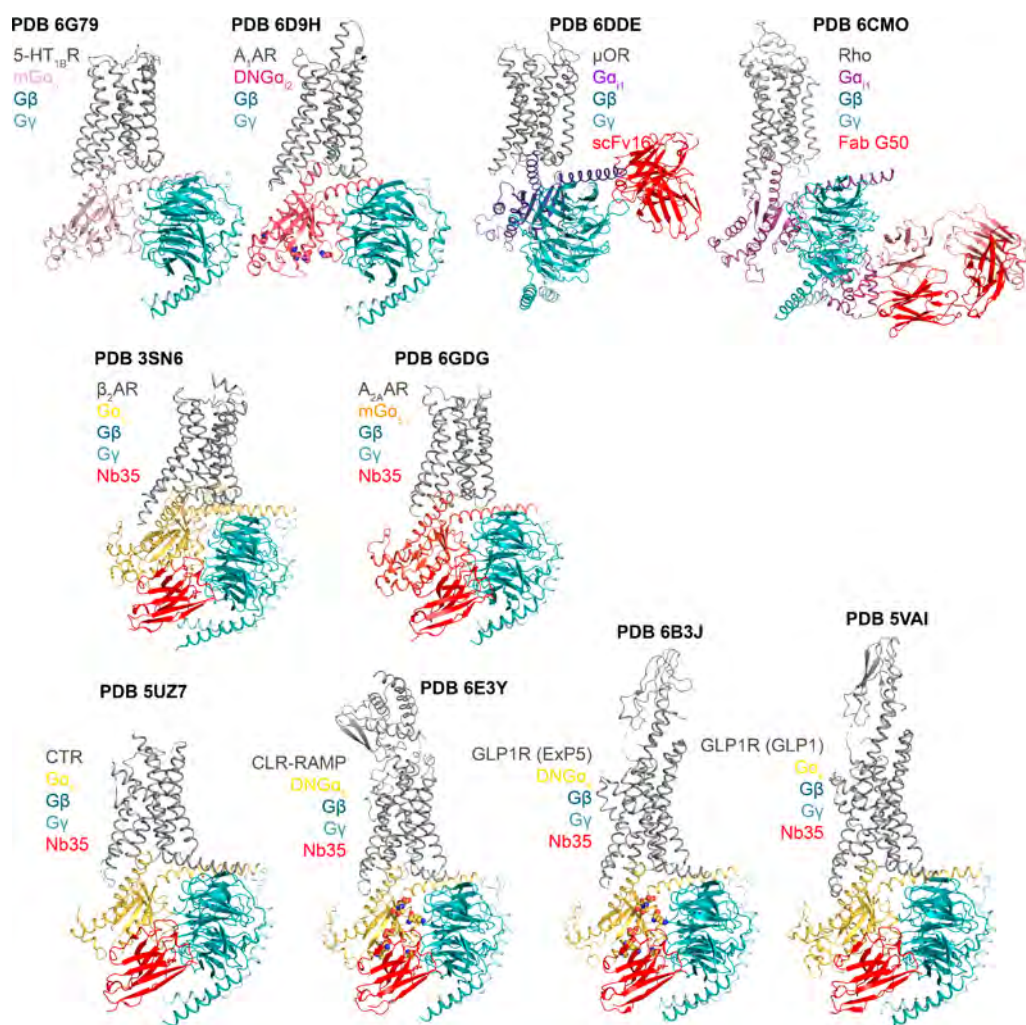 PDB 6G79
5-HT1BR
mGαo
Gβ
Gγ
PDB 6D9H
A1AR
DNGαi2
Gβ
Gγ
PDB 6DDE
μOR
Gαi1
Gβ
Gγ
scFv16
PDB 6CMO
Rho
Gαi1
Gβ
Gγ
Fab G50
PDB 3SN6
β2AR
Gαs
Gβ
Gγ
Nb35
PDB 6GDG
A2AAR
mGαs
Gβ
Gγ
Nb35
PDB 5UZ7
CTR
Gαs
Gβ
Gγ
Nb35
PDB 6E3Y
CLR-RAMP
DNGαs
Gβ
Gγ
Nb35
PDB 6B3J
GLP1R (ExP5)
DNGαs
Gβ
Gγ
Nb35
PDB 5VAI
GLP1R (GLP1)
Gαs
Gβ
Gγ
Nb35